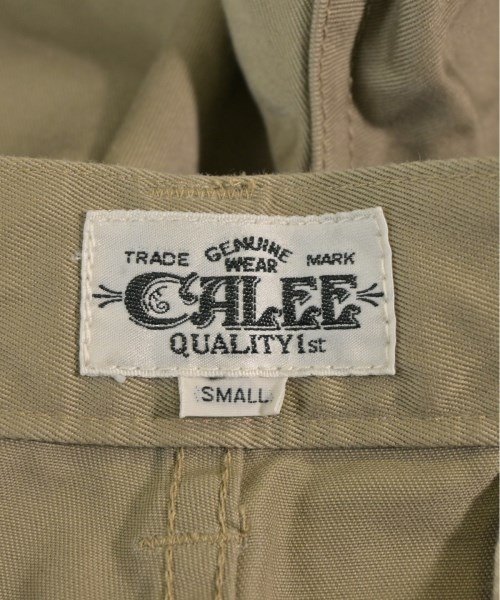 GENUINE
TRADE WEAR MARK
CALEE
QUALITY 1st
SMALL